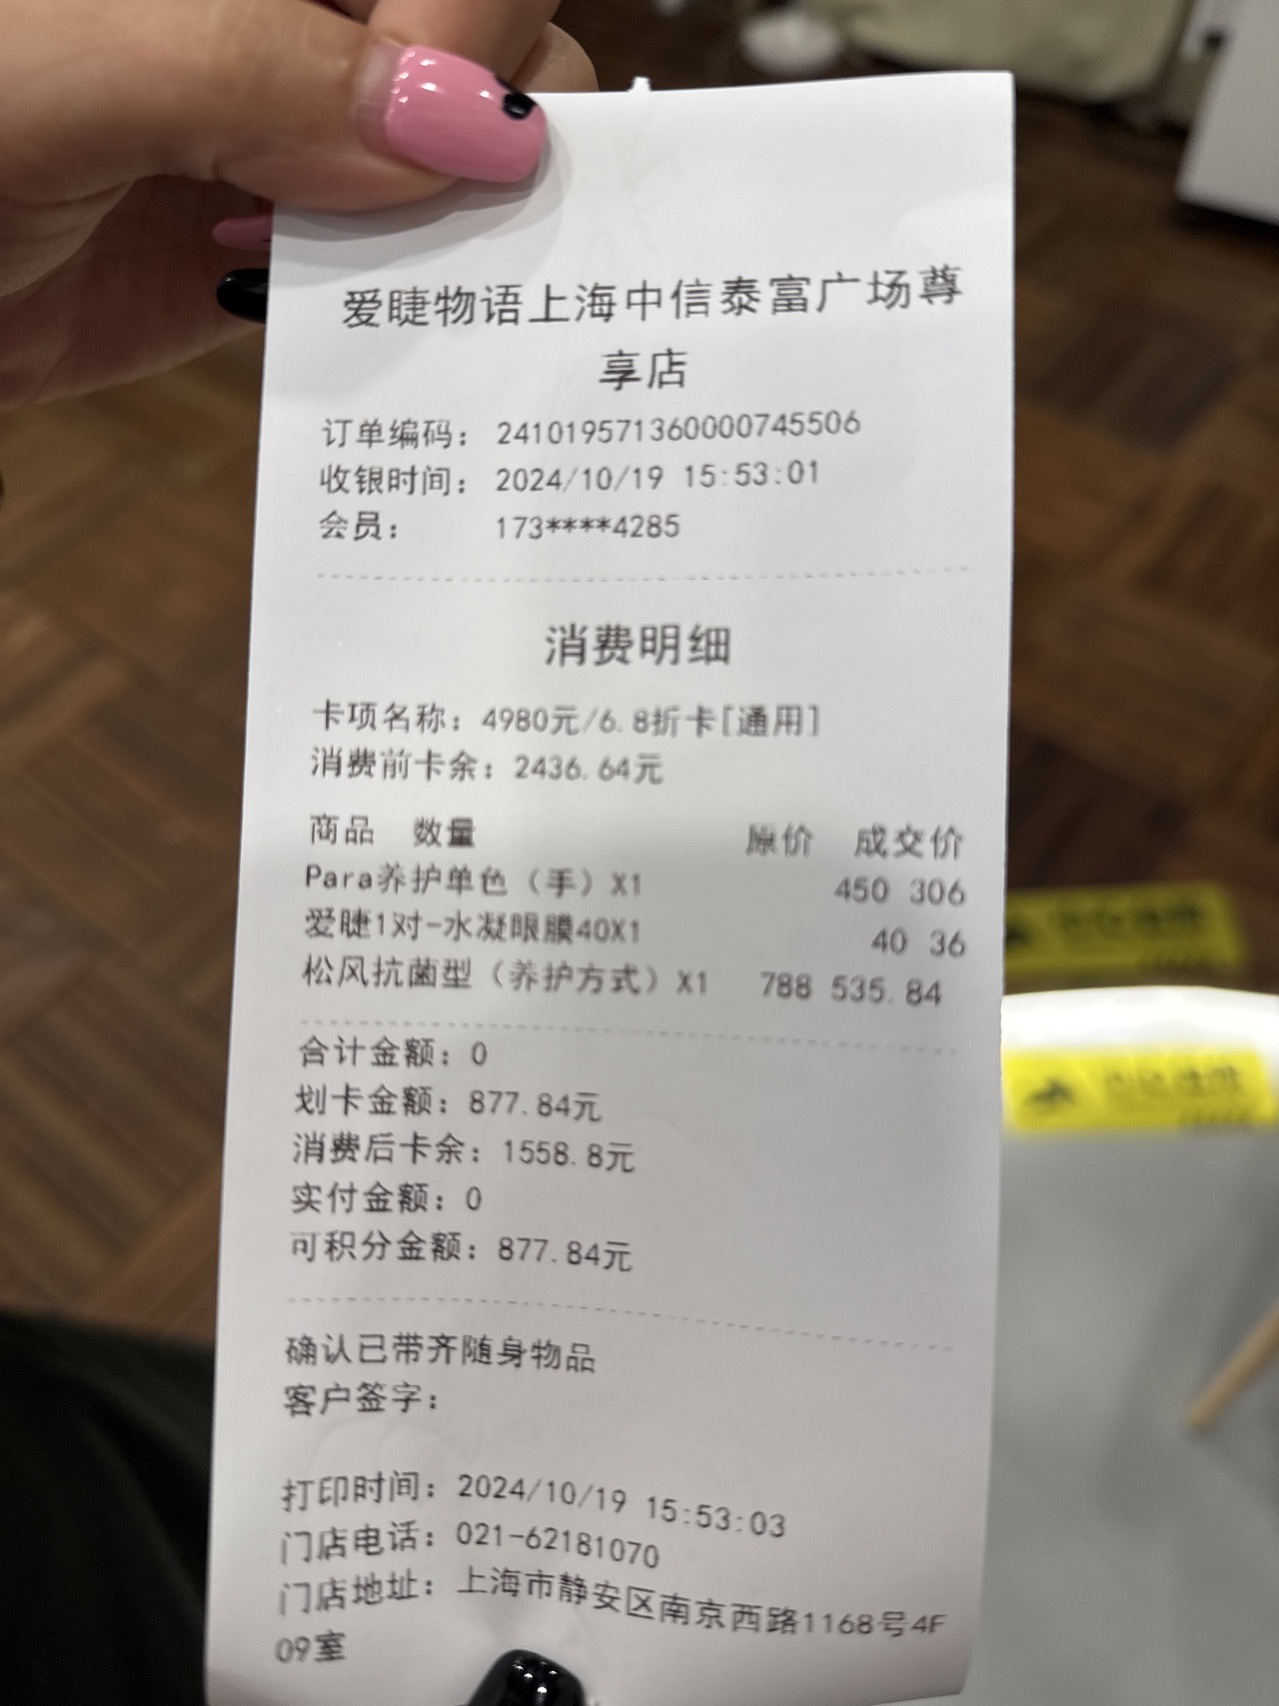 爱睫物语上海中信泰富广场尊
享店
订单编码：241019571360000745506
收银时间：2024/10/19 15:53:01
会员：173****4285
消费明细
卡项名称：4980元/6.8折卡[通用]
消费前卡余：2436.64元
商品 数量 原价 成交价
Para养护单色（手）X1 450 306
爱睫1对-水凝眼膜40X1 40 36
松风抗菌型（养护方式）X1 788 535.84
合计金额：0
划卡金额：877.84元
消费后卡余：1558.8元
实付金额：0
可积分金额：877.84元
确认已带齐随身物品
客户签字：
打印时间：2024/10/19 15:53:03
门店电话：021-62181070
门店地址：上海市静安区南京西路1168号4F
09室